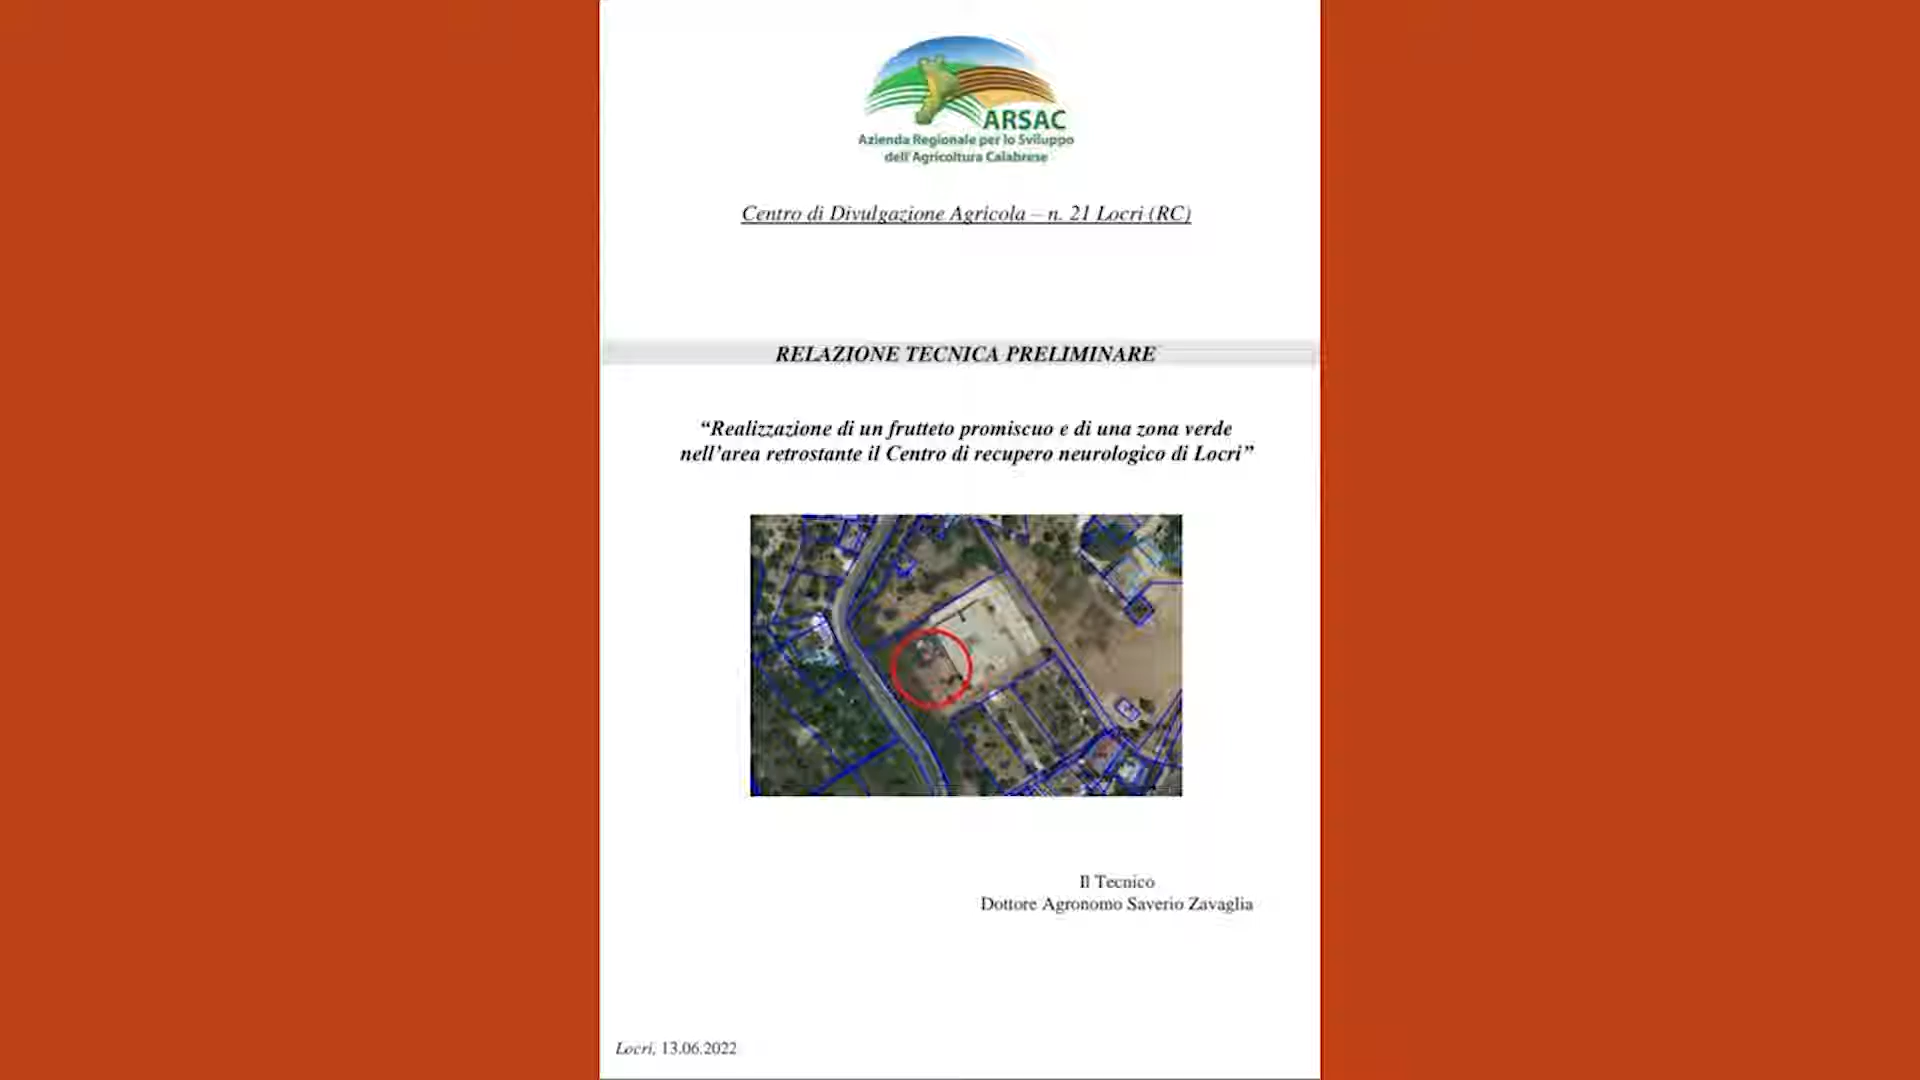 ARSAC
Azienda Regionale per lo Sviluppo
dell'Agricoltura Calabrese
Centro di Divulgazione Agricola – n. 21 Locri (RC)
RELAZIONE TECNICA PRELIMINARE
“Realizzazione di un frutteto promiscuo e di una zona verde
nell’area retrostante il Centro di recupero neurologico di Locri”
Il Tecnico
Dottore Agronomo Saverio Zavaglia
Locri, 13.06.2022